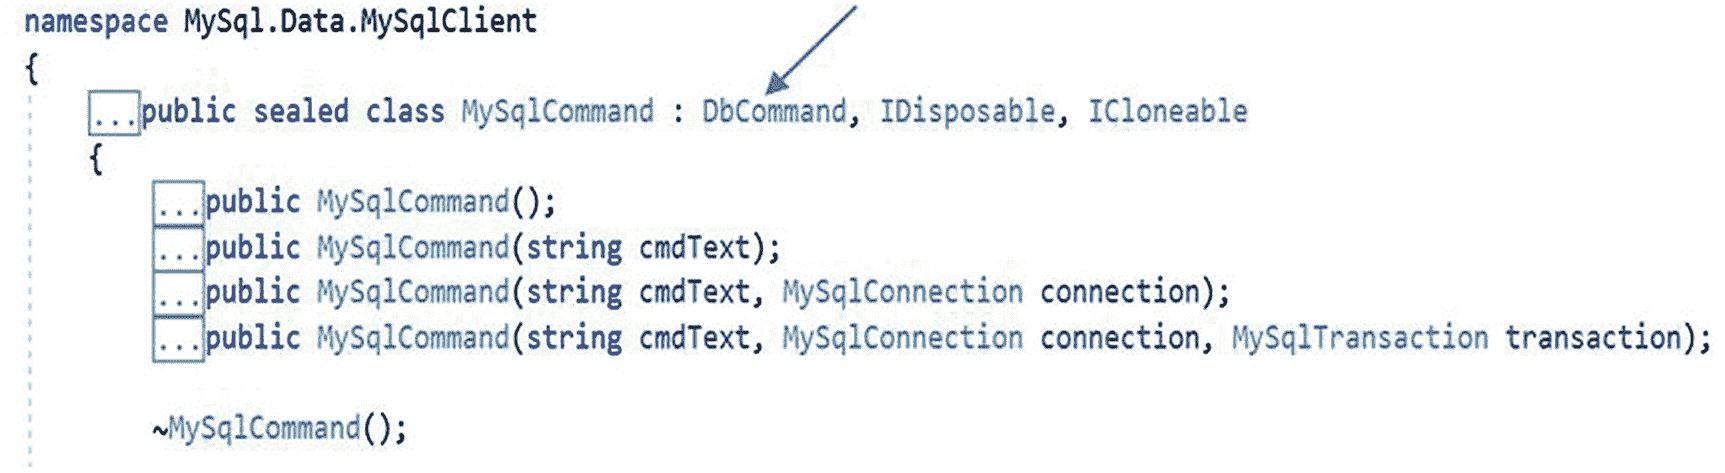 namespace MySql.Data.MySqlClient
{
...public sealed class MySqlCommand : DbCommand, IDisposable, ICloneable
{
...public MySqlCommand();
...public MySqlCommand(string cmdText);
...public MySqlCommand(string cmdText, MySqlConnection connection);
...public MySqlCommand(string cmdText, MySqlConnection connection, MySqlTransaction transaction);
~MySqlCommand();